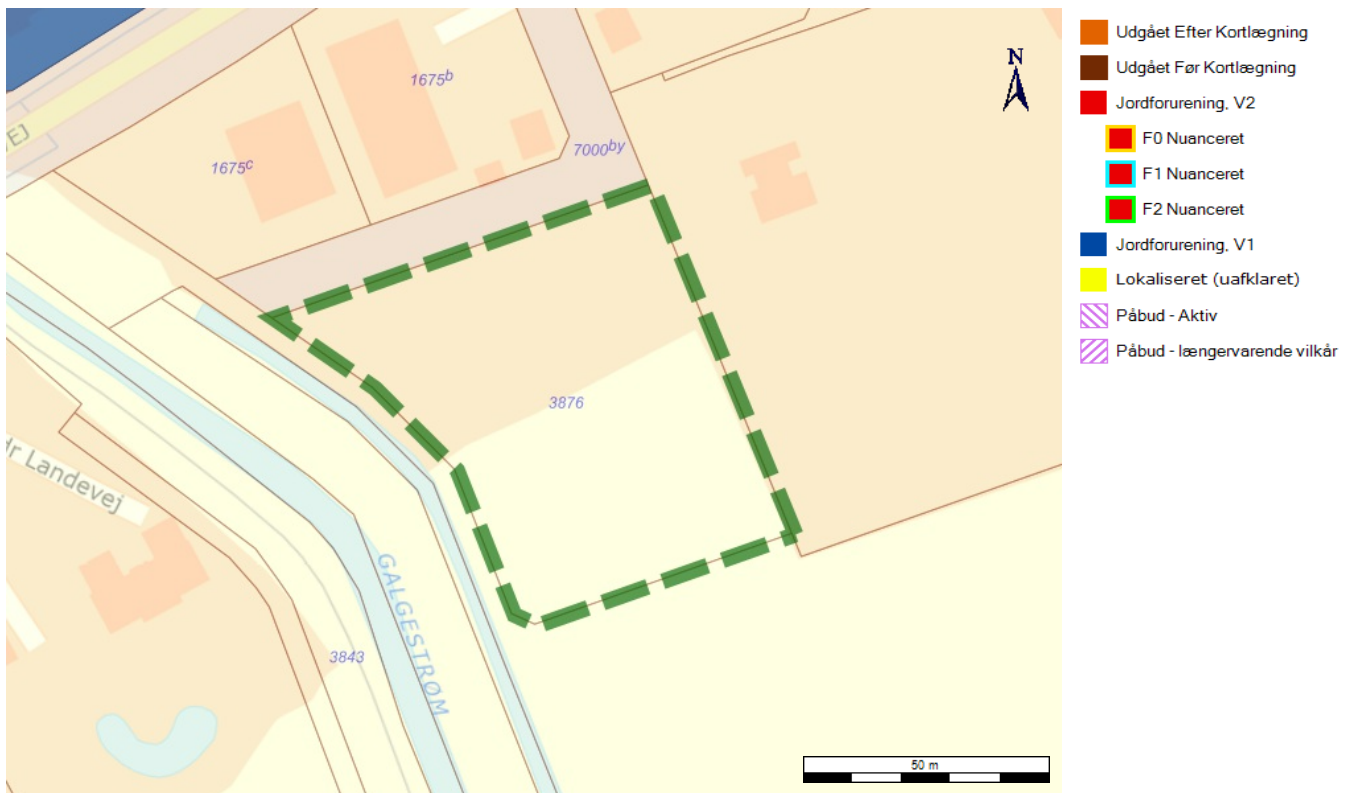 1675b
1675c
7000by
3876
3843
EJ
dr Landevej
GALGESTRØM
N
50 m
Udgået Efter Kortlægning
Udgået Før Kortlægning
Jordforurening, V2
F0 Nuanceret
F1 Nuanceret
F2 Nuanceret
Jordforurening, V1
Lokaliseret (uafklaret)
Påbud - Aktiv
Påbud - længervarende vilkår